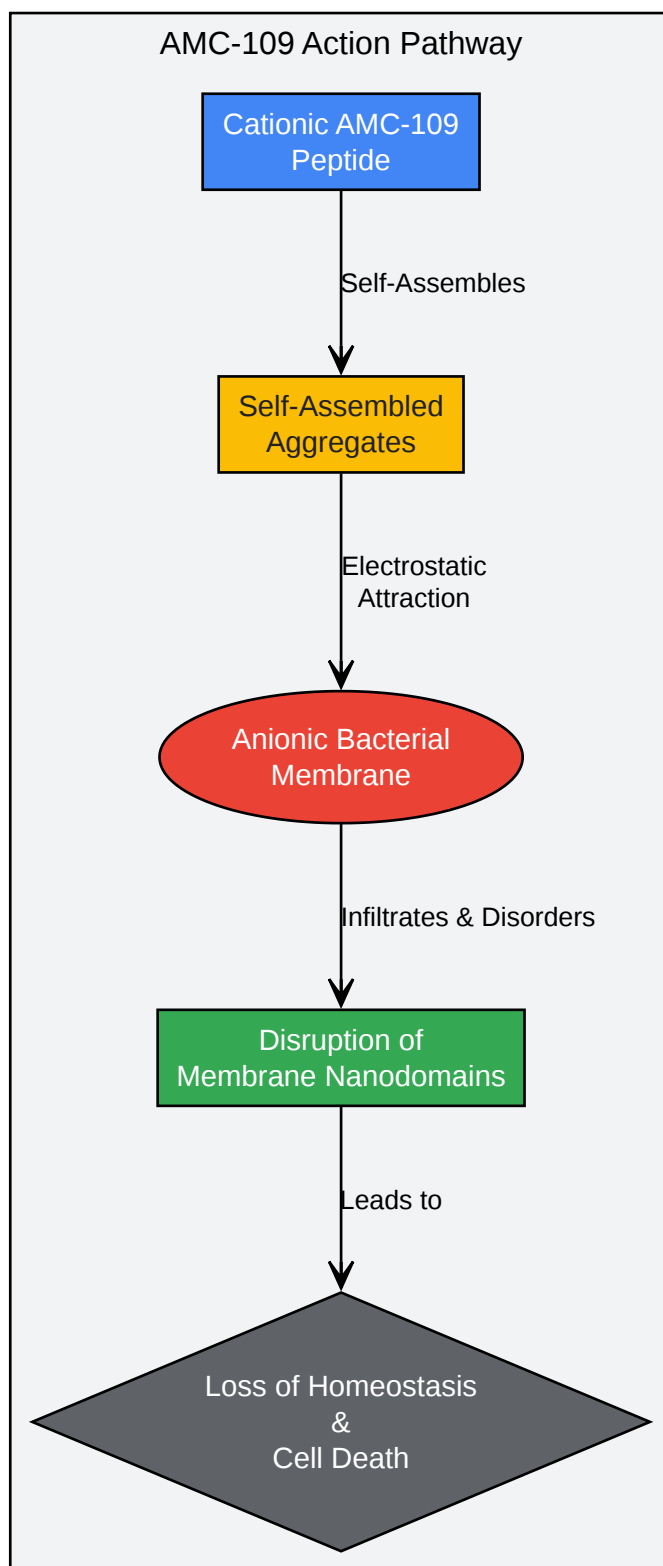 AMC-109 Action Pathway
Cationic AMC-109
Peptide
Self-Assembles
Self-Assembled
Aggregates
Electrostatic
Attraction
Anionic Bacterial
Membrane
Infiltrates & Disorders
Disruption of
Membrane Nanodomains
Leads to
Loss of Homeostasis
&
Cell Death